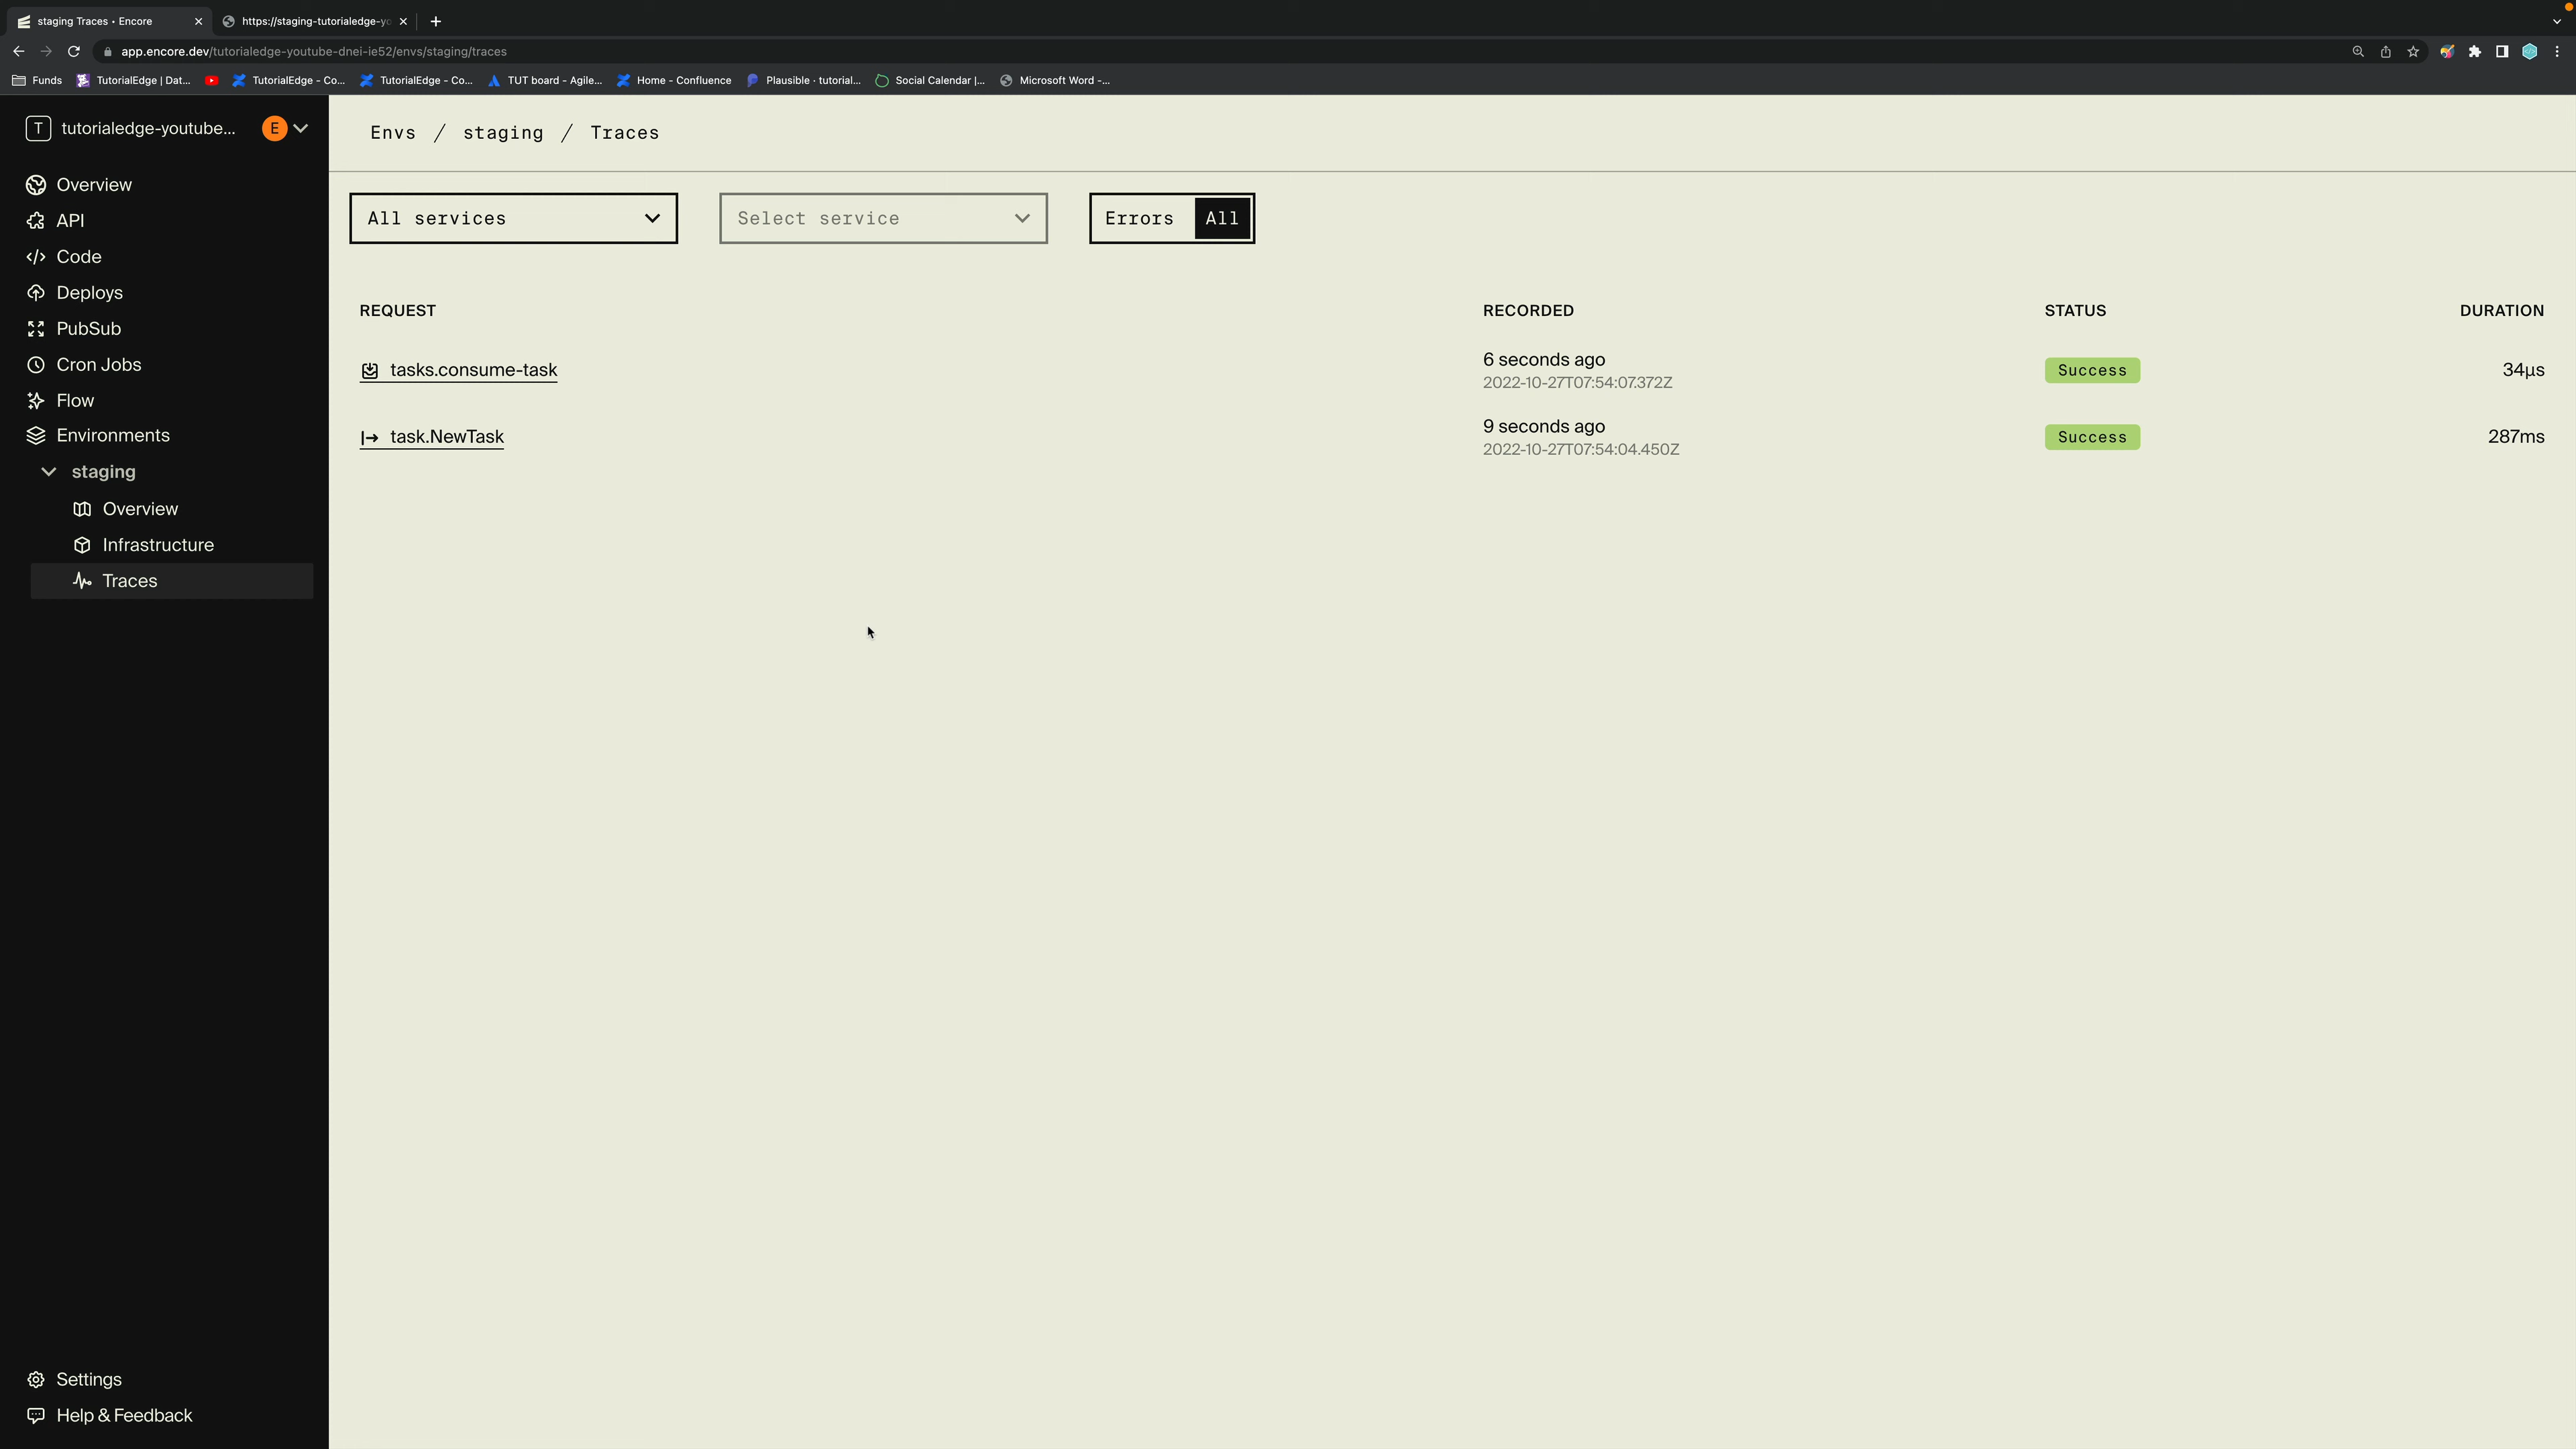 staging Traces • Encore
https://staging-tutorialedge-yo
app.encore.dev/tutorialedge-youtube-dnei-ie52/envs/staging/traces
Funds
TutorialEdge | Dat...
TutorialEdge - Co...
TutorialEdge - Co...
TUT board - Agile...
Home - Confluence
Plausible · tutorial...
Social Calendar |...
Microsoft Word -...
T
tutorialedge-youtube...
E
Overview
API
Code
Deploys
PubSub
Cron Jobs
Flow
Environments
staging
Overview
Infrastructure
Traces
Settings
Help & Feedback
Envs / staging / Traces
All services
Select service
Errors
All
REQUEST
RECORDED
STATUS
DURATION
tasks.consume-task
6 seconds ago
2022-10-27T07:54:07.372Z
Success
34µs
task.NewTask
9 seconds ago
2022-10-27T07:54:04.450Z
Success
287ms